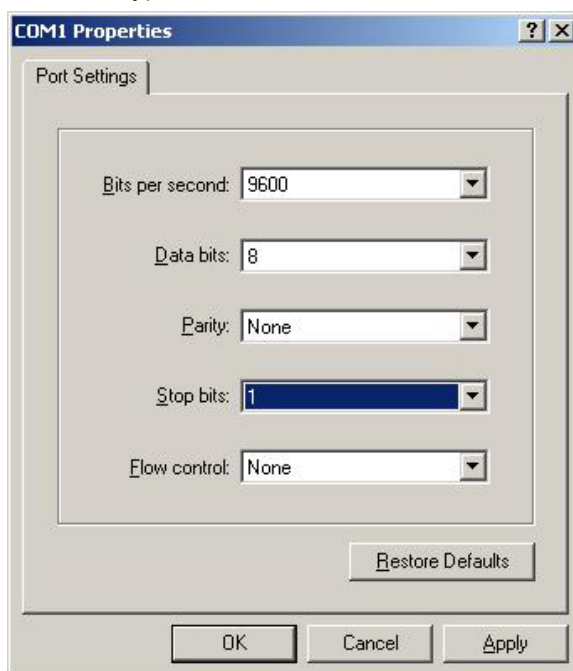 COM1 Properties
Port Settings
Bits per second: 9600
Data bits: 8
Parity: None
Stop bits: 1
Flow control: None
Restore Defaults
OK Cancel Apply